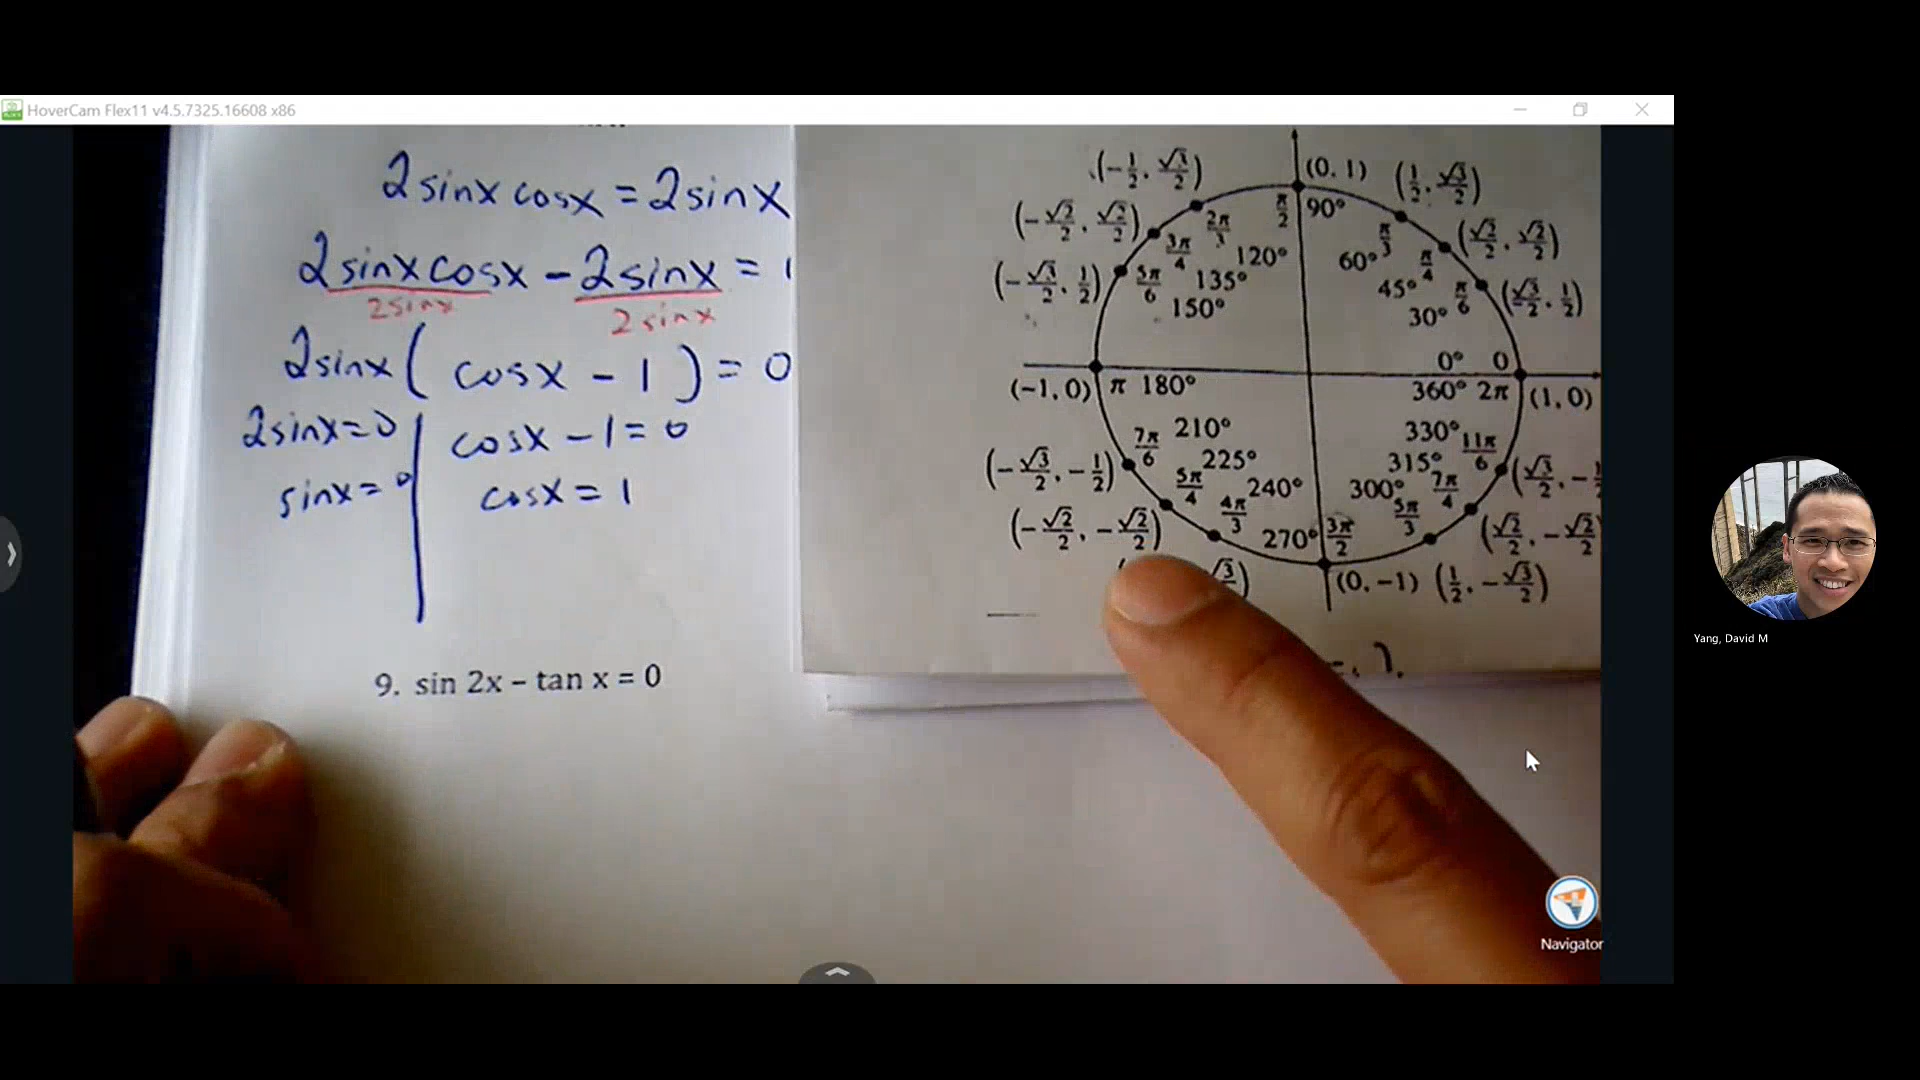 HoverCam Flex11 v4.5.7325.16608 x86
2sinx cosx = 2sinx
2sinx cosx - 2sinx =
2sinx 2sinx
2sinx ( cosx - 1 ) = 0
2sinx=0 cosx - 1 = 0
sinx= 0 cosx = 1
9. sin 2x – tan x = 0
(-1/2, √3/2) (0, 1) (1/2, √3/2)
(-√2/2, √2/2) 2π/3 π/2 90° π/3 (√2/2, √2/2)
3π/4 120° 60° π/4
(-√3/2, 1/2) 5π/6 135° 45° π/6 (√3/2, 1/2)
150° 30°
0° 0
(-1, 0) π 180° 360° 2π (1, 0)
7π/6 210° 330° 11π/6
(-√3/2, -1/2) 225° 315° (√3/2, -
5π/4 240° 300° 7π/4
(-√2/2, -√2/2) 4π/3 270° 3π/2 5π/3 (√2/2, -√2/2
√3/2) (0, -1) (1/2, -√3/2)
Yang, David M
Navigator